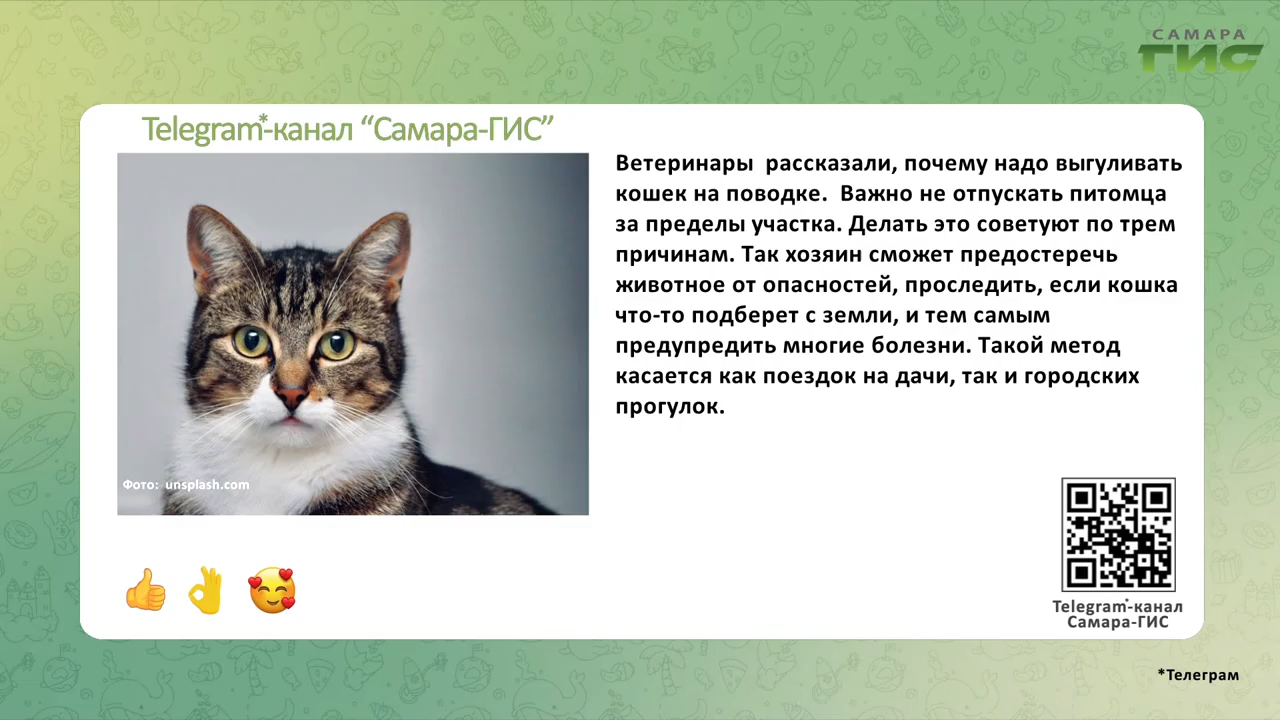 САМАРА
ГИС
Telegram*-канал “Самара-ГИС”
Ветеринары рассказали, почему надо выгуливать
кошек на поводке. Важно не отпускать питомца
за пределы участка. Делать это советуют по трем
причинам. Так хозяин сможет предостеречь
животное от опасностей, проследить, если кошка
что-то подберет с земли, и тем самым
предупредить многие болезни. Такой метод
касается как поездок на дачи, так и городских
прогулок.
Фото: unsplash.com
Telegram*-канал
Самара-ГИС
*Телеграм